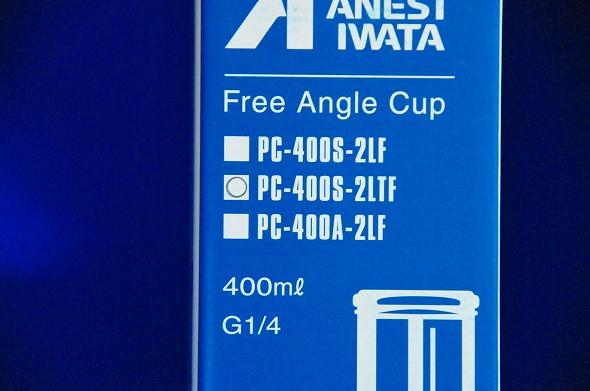 ANEST
IWATA
Free Angle Cup
PC-400S-2LF
PC-400S-2LTF
PC-400A-2LF
400mℓ
G1/4